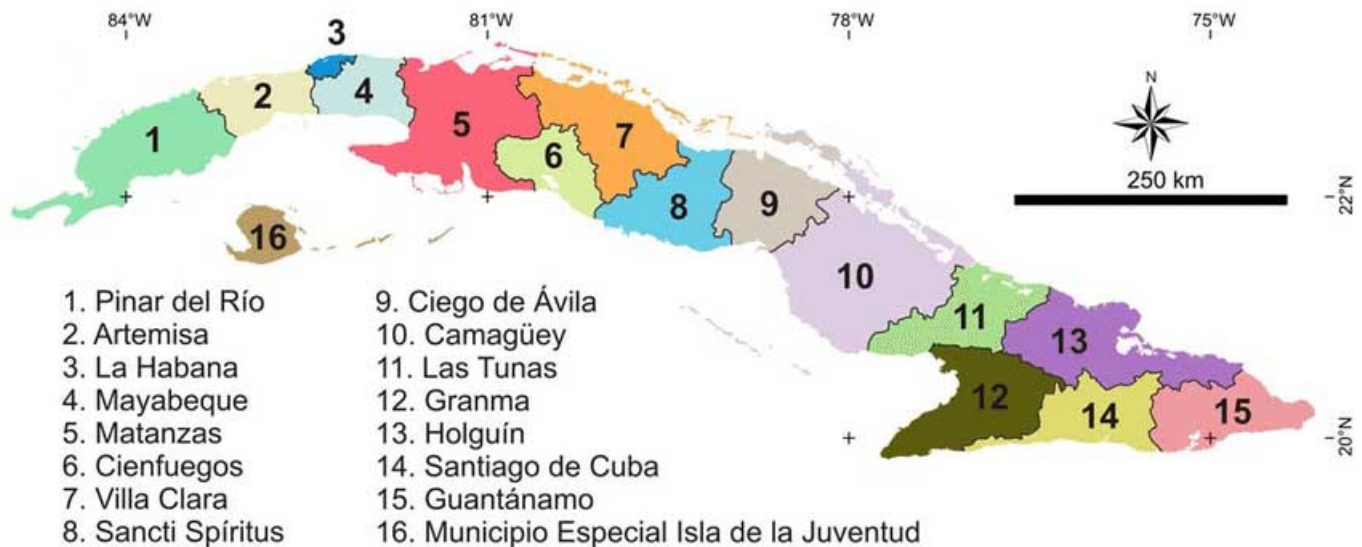 84°W
81°W
78°W
75°W
3
N
2
4
1
5
7
6
250 km
22°N
8
9
16
10
1. Pinar del Río
9. Ciego de Ávila
2. Artemisa
10. Camagüey
11
13
3. La Habana
11. Las Tunas
4. Mayabeque
12. Granma
12
14
15
5. Matanzas
13. Holguín
20°N
6. Cienfuegos
14. Santiago de Cuba
7. Villa Clara
15. Guantánamo
8. Sancti Spíritus
16. Municipio Especial Isla de la Juventud